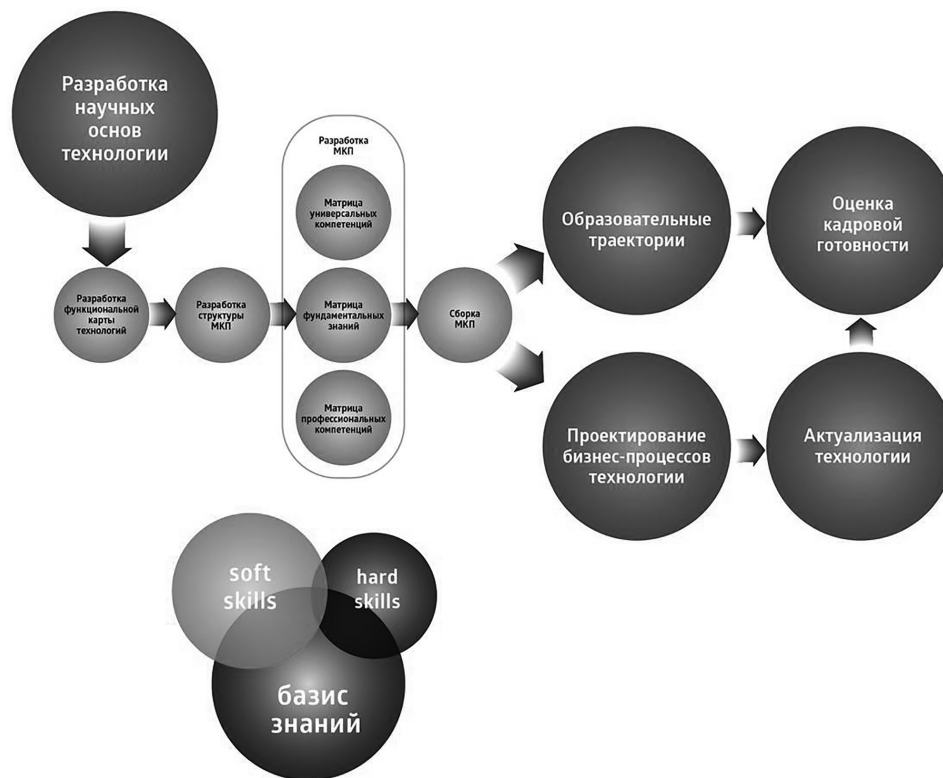 Разработка
научных
основ
технологии
Разработка
функциональной
карты
технологий
Разработка
структуры
МКП
Разработка
МКП
Матрица
универсальных
компетенций
Матрица
фундаментальных
знаний
Матрица
профессиональных
компетенций
Сборка
МКП
Образовательные
траектории
Оценка
кадровой
готовности
Проектирование
бизнес-процессов
технологии
Актуализация
технологии
soft
skills
hard
skills
базис
знаний